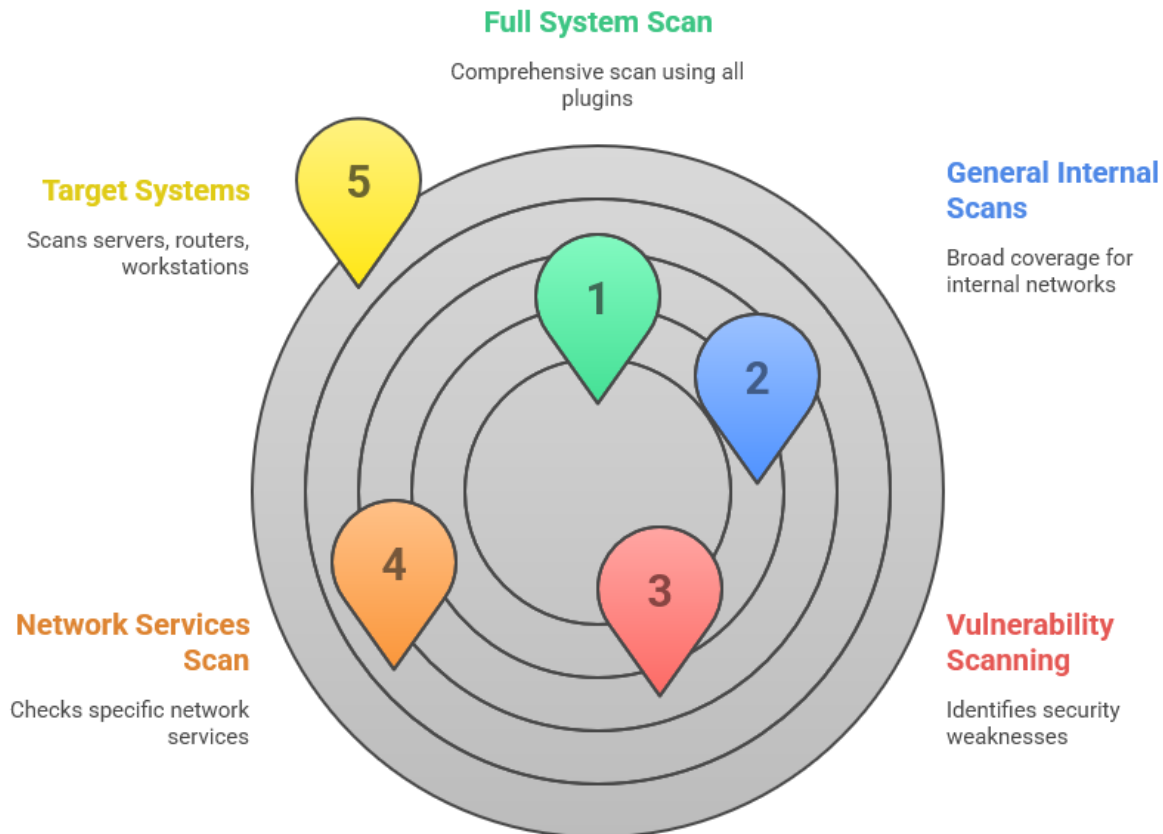 Full System Scan
Comprehensive scan using all
plugins
5
Target Systems
Scans servers, routers,
workstations
General Internal
Scans
Broad coverage for
internal networks
1
2
4
3
Network Services
Scan
Checks specific network
services
Vulnerability
Scanning
Identifies security
weaknesses